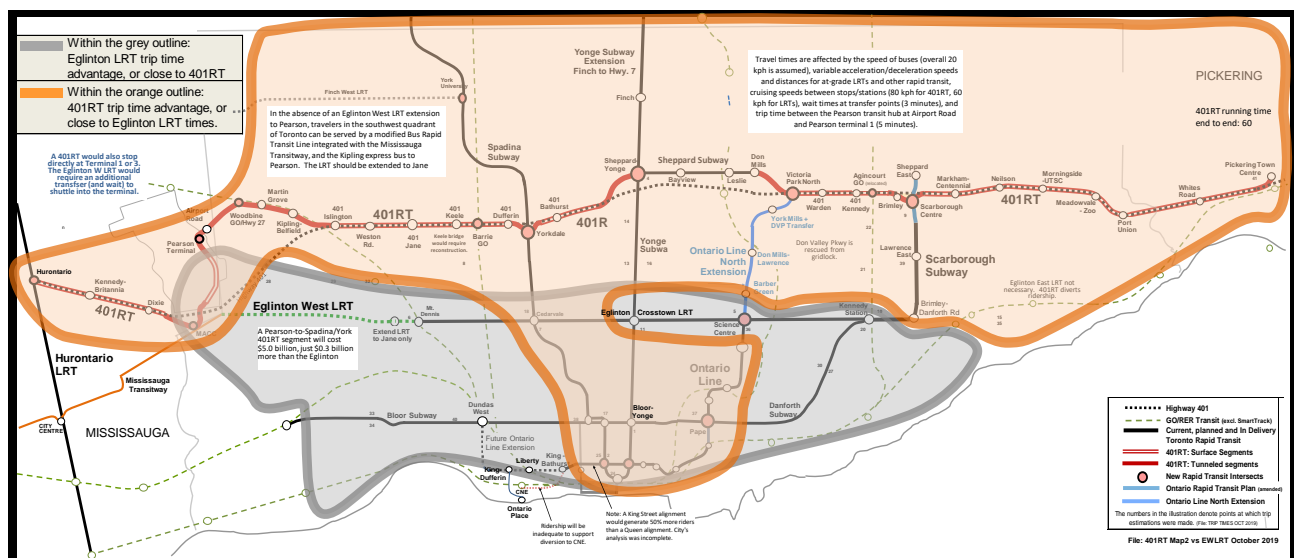 Within the grey outline:
Eglinton LRT trip time
advantage, or close to 401RT
Within the orange outline:
401RT trip time advantage, or
close to Eglinton LRT times.
A 401RT would also stop
directly at Terminal 1 or 3.
The Eglinton W LRT would
require an additional
transfser (and wait) to
shuttle into the terminal.
Finch West LRT
York
University
In the absence of an Eglinton West LRT extension
to Pearson, travelers in the southwest quadrant
of Toronto can be served by a modified Bus Rapid
Transit Line integrated with the Mississauga
Transitway, and the Kipling express bus to
Pearson. The LRT should be extended to Jane
Spadina
Subway
Yonge Subway
Extension
Finch to Hwy. 7
Finch
Travel times are affected by the speed of buses (overall 20
kph is assumed), variable acceleration/deceleration speeds
and distances for at-grade LRTs and other rapid transit,
cruising speeds between stops/stations (80 kph for 401RT, 60
kph for LRTs), wait times at transfer points (3 minutes), and
trip time between the Pearson transit hub at Airport Road
and Pearson terminal 1 (5 minutes).
PICKERING
401RT running time
end to end: 60
Hurontario
Kennedy-
Britannia
Dixie
401RT
MACC
Pearson
Terminal
Airport
Road
Woodbine
GO/Hwy 27
Martin
Grove
Kipling-
Belfield
401
Islington
Weston
Rd.
401RT
401
Jane
401
Keele
Keele bridge
would require
reconstruction.
Barrie
GO
401
Dufferin
Yorkdale
401
Bathurst
401R
Sheppard-
Yonge
Sheppard Subway
Bayview
Leslie
Don
Mills
Victoria
Park North
401
Warden
Agincourt
GO (relocated)
401
Kennedy
Brimley
Sheppard
East
Scarborough
Centre
Markham-
Centennial
Neilson
Morningside
-UTSC
Meadowvale
- Zoo
Port
Union
Whites
Road
Pickering Town
Centre
York Mills +
DVP Transfer
Don Valley Pkwy is
rescued from
gridlock.
Yonge
Subwa
Ontario Line
North
Extension
Don Mills-
Lawrence
Barber
Green
Lawrence
East
Scarborough
Subway
Eglinton East LRT not
necessary. 401RT diverts
ridership.
Brimley-
Danforth Rd
Kennedy
Station
Eglinton West LRT
Mt.
Dennis
Extend LRT
to Jane only
Cedarvale
Eglinton Crosstown LRT
Science
Centre
A Pearson-to-Spadina/York
401RT segment will cost
$5.0 billion, just $0.3 billion
more than the Eglinton
Hurontario
LRT
Mississauga
Transitway
CITY
CENTRE
MISSISSAUGA
Bloor Subway
Dundas
West
Future Ontario
Line Extension
Bloor-
Yonge
Ontario
Line
Pape
Danforth
Subway
King-
Dufferin
Liberty
King-
Bathurst
CNE
Ontario
Place
Ridership will be
inadequate to support
diversion to CNE.
Note: A King Street alignment
would generate 50% more riders
than a Queen alignment. City's
analysis was incomplete.
Highway 401
GO/RER Transit (excl. SmartTrack)
Current, planned and In Delivery
Toronto Rapid Transit
401RT: Surface Segments
401RT: Tunneled segments
New Rapid Transit Intersects
Ontario Rapid Transit Plan (amended)
Ontario Line North Extension
The numbers in the illustration denote points at which trip
estimations were made. (File: TRIP TIMES OCT 2019)
File: 401RT Map2 vs EWLRT October 2019